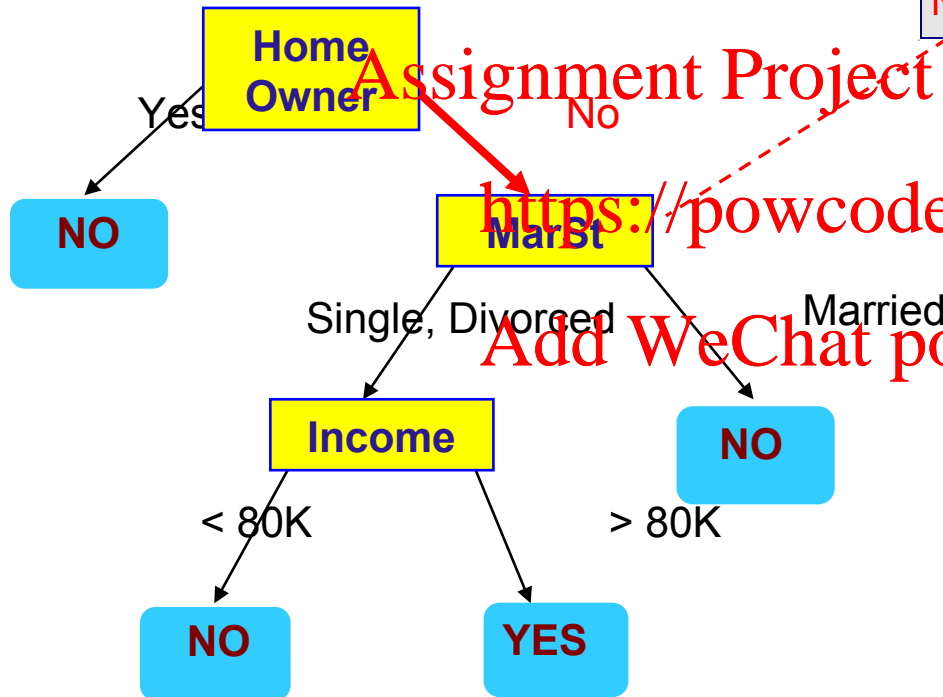 Home
Owner
Assignment Project
Yes
No
NO
https://powcode
MarSt
Single, Divorced
Married
Add WeChat po
Income
NO
< 80K
> 80K
NO
YES